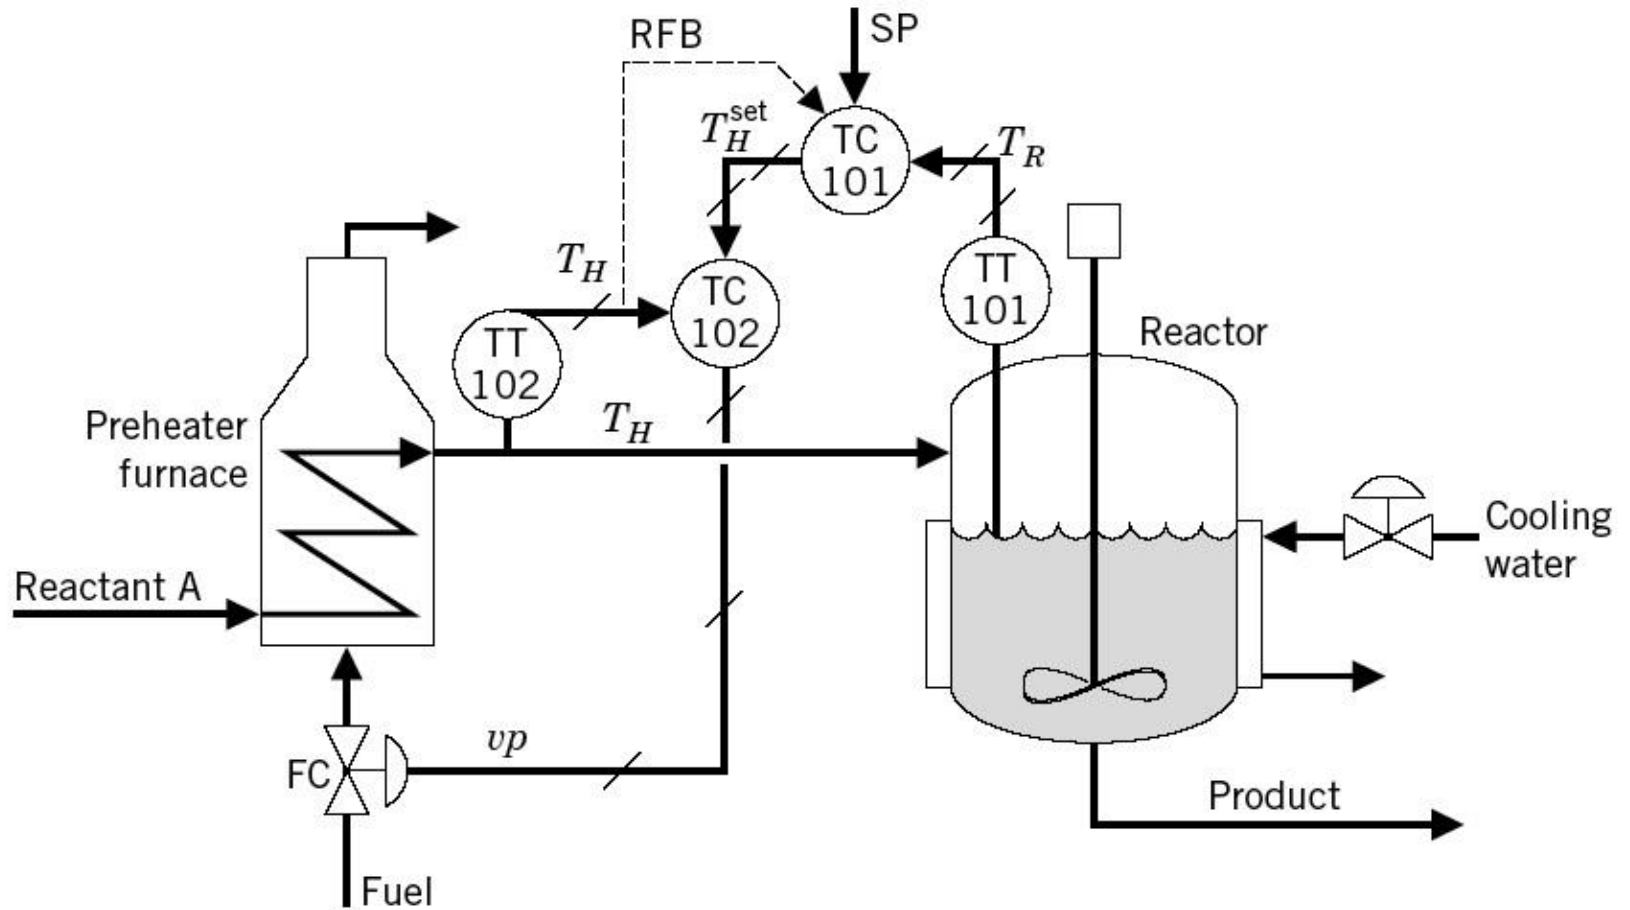 RFB
SP
T_H^set
TC
101
T_R
T_H
TC
102
TT
101
TT
102
Reactor
T_H
Preheater
furnace
Cooling
water
Reactant A
vp
FC
Product
Fuel